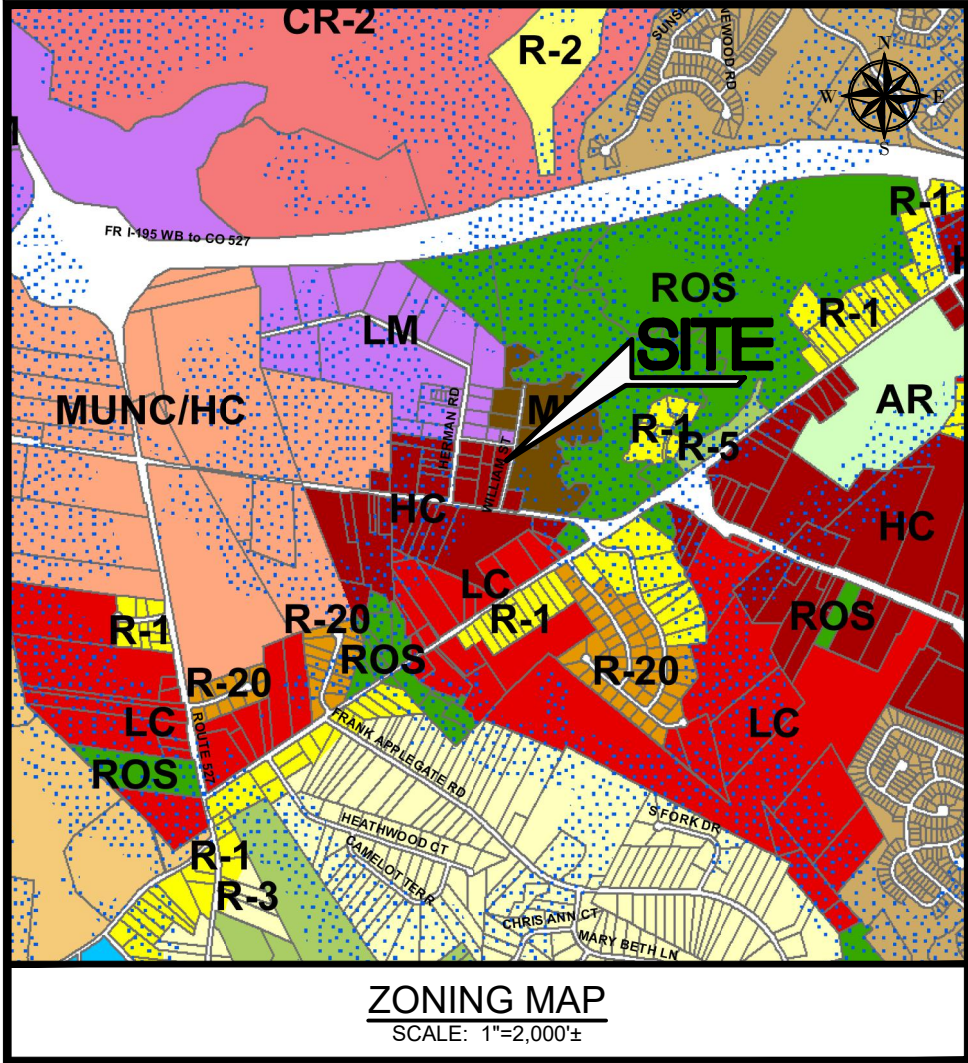 CR-2
R-2
SUNSE
NEWOOD RD
N
W
E
S
FR I-195 WB to CO 527
R-1
H
ROS
SITE
R-1
LM
MUNC/HC
HERMAN RD
M
R-1
R-5
AR
WILLIAM ST
HC
HC
LC
R-1
R-20
ROS
ROS
R-1
R-20
R-20
LC
ROUTE 527
LC
ROS
FRANK APPLEGATE RD
S FORK DR
HEATHWOOD CT
CAMELOT TERR
R-1
R-3
CHRIS ANN CT
MARY BETH LN
ZONING MAP
SCALE: 1"=2,000'±